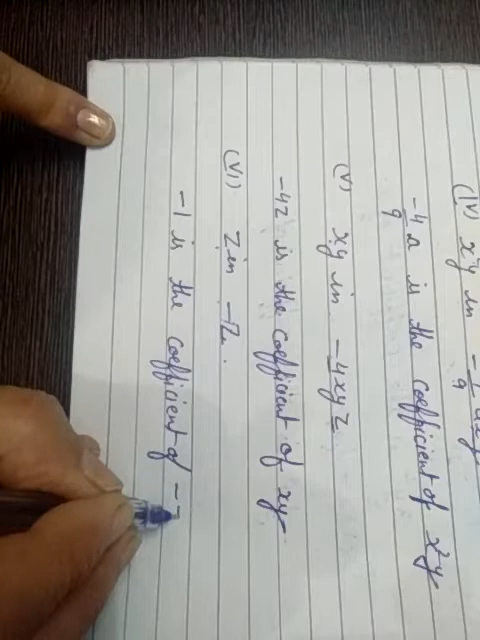 (IV) x²y in -
-4/9 a is the coefficient of x²y
(V) xy in -4xyz
-4z is the coefficient of xy
(VI) z in -7z.
-1 is the coefficient of -